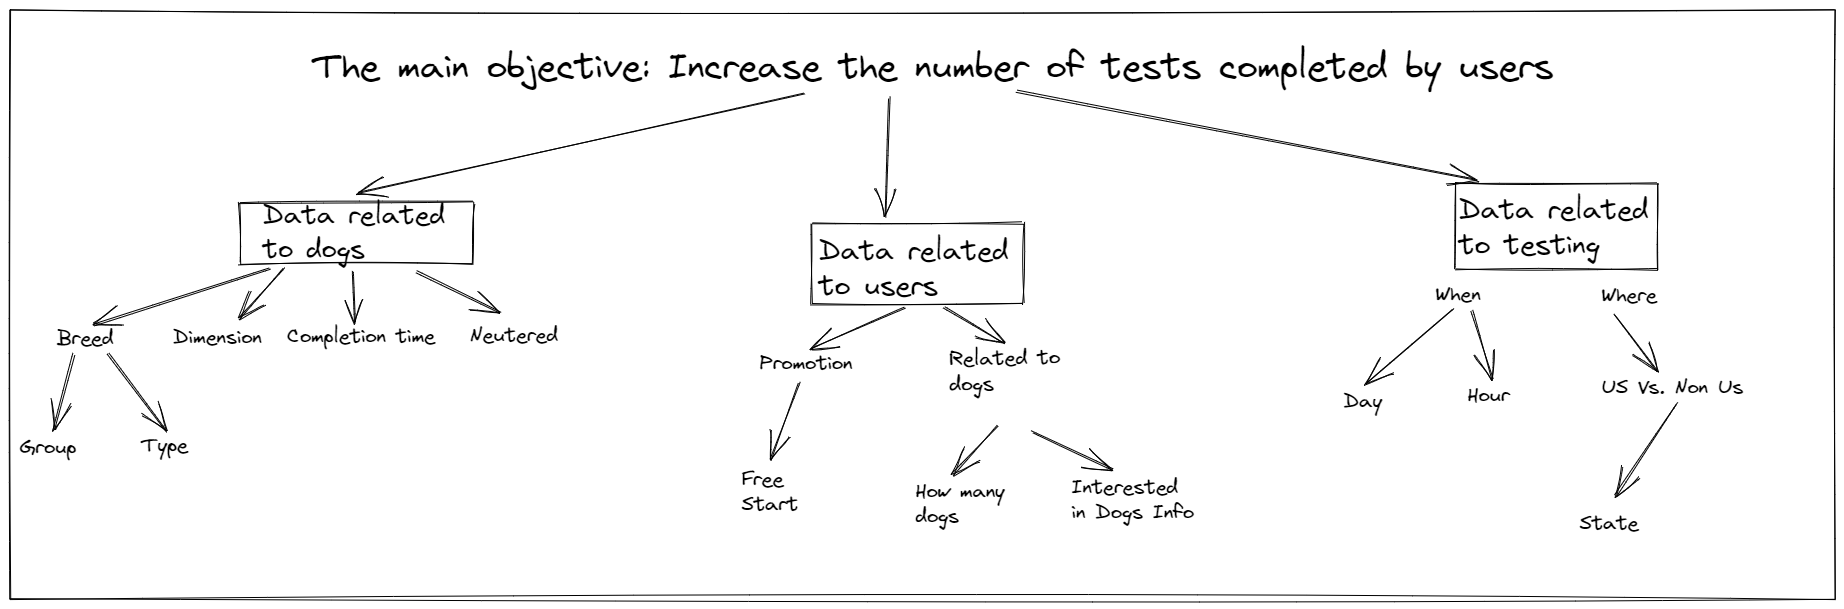 The main objective: Increase the number of tests completed by users
Data related
to dogs
Data related
to users
Data related
to testing
Breed
Dimension
Completion time
Neutered
Group
Type
Promotion
Related to
dogs
Free
Start
How many
dogs
Interested
in Dogs Info
When
Where
Day
Hour
US Vs. Non Us
State